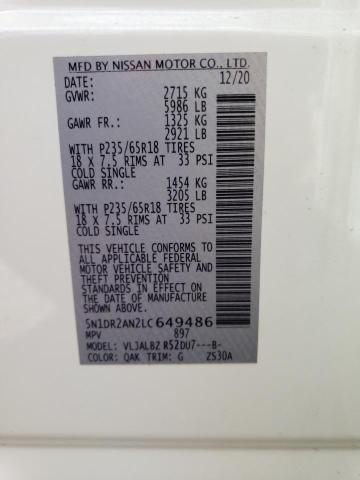 MFD BY NISSAN MOTOR CO., LTD.
DATE: 12/20
GVWR: 2715 KG
5986 LB
GAWR FR.: 1325 KG
2921 LB
WITH P235/65R18 TIRES
18 X 7.5 RIMS AT 33 PSI
COLD SINGLE
GAWR RR.: 1454 KG
3205 LB
WITH P235/65R18 TIRES
18 X 7.5 RIMS AT 33 PSI
COLD SINGLE
THIS VEHICLE CONFORMS TO
ALL APPLICABLE FEDERAL
MOTOR VEHICLE SAFETY AND
THEFT PREVENTION
STANDARDS IN EFFECT ON
THE DATE OF MANUFACTURE
SHOWN ABOVE.
5N1DR2AN2LC649486
MPV 897
MODEL: VLJALBZ R52DU7---B-
COLOR: QAK TRIM: G ZS30A